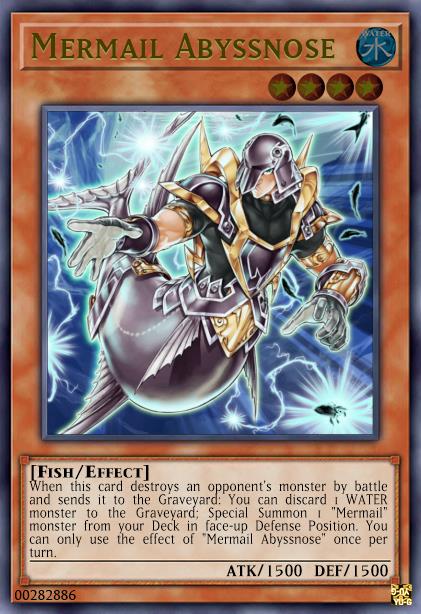 MERMAIL ABYSSNOSE
WATER
水
[FISH/EFFECT]
When this card destroys an opponent's monster by battle
and sends it to the Graveyard: You can discard 1 WATER
monster to the Graveyard; Special Summon 1 "Mermail"
monster from your Deck in face-up Defense Position. You
can only use the effect of "Mermail Abyssnose" once per
turn.
ATK/1500 DEF/1500
00282886